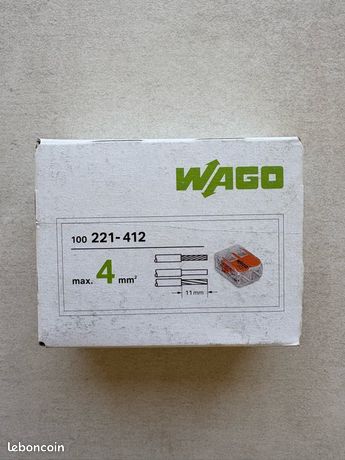 WAGO
100 221-412
max. 4 mm²
11 mm
leboncoin